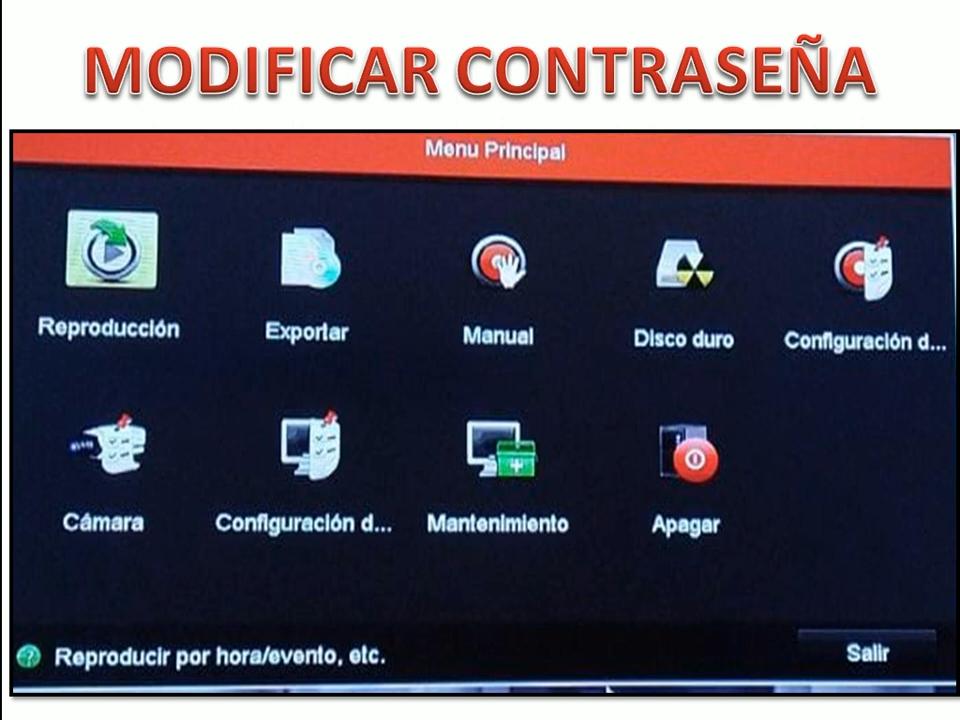 MODIFICAR CONTRASEÑA
Menu Principal
Reproducción
Exportar
Manual
Disco duro
Configuración d...
Cámara
Configuración d...
Mantenimiento
Apagar
Reproducir por hora/evento, etc.
Salir